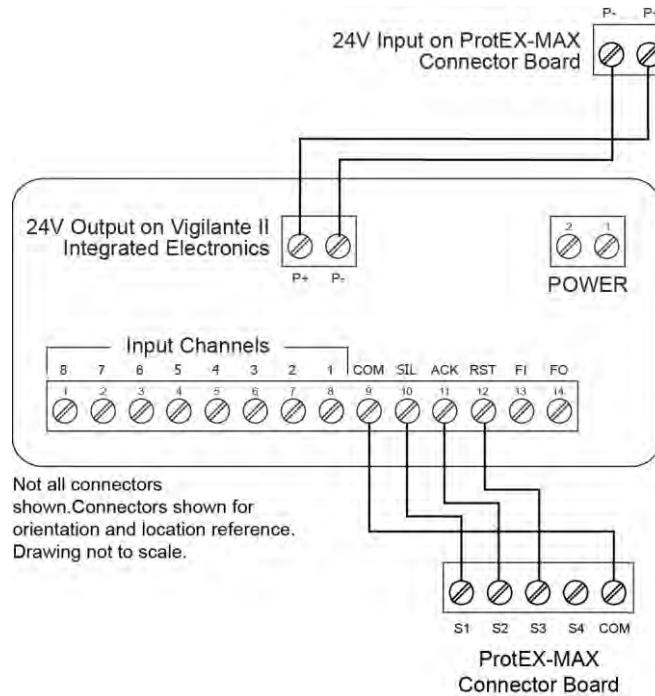 P- P+
24V Input on ProtEX-MAX
Connector Board
24V Output on Vigilante II
Integrated Electronics
P+ P-
2 1
POWER
Input Channels
8 7 6 5 4 3 2 1 COM SIL ACK RST FI FO
1 2 3 4 5 6 7 8 9 10 11 12 13 14
Not all connectors
shown.Connectors shown for
orientation and location reference.
Drawing not to scale.
S1 S2 S3 S4 COM
ProtEX-MAX
Connector Board